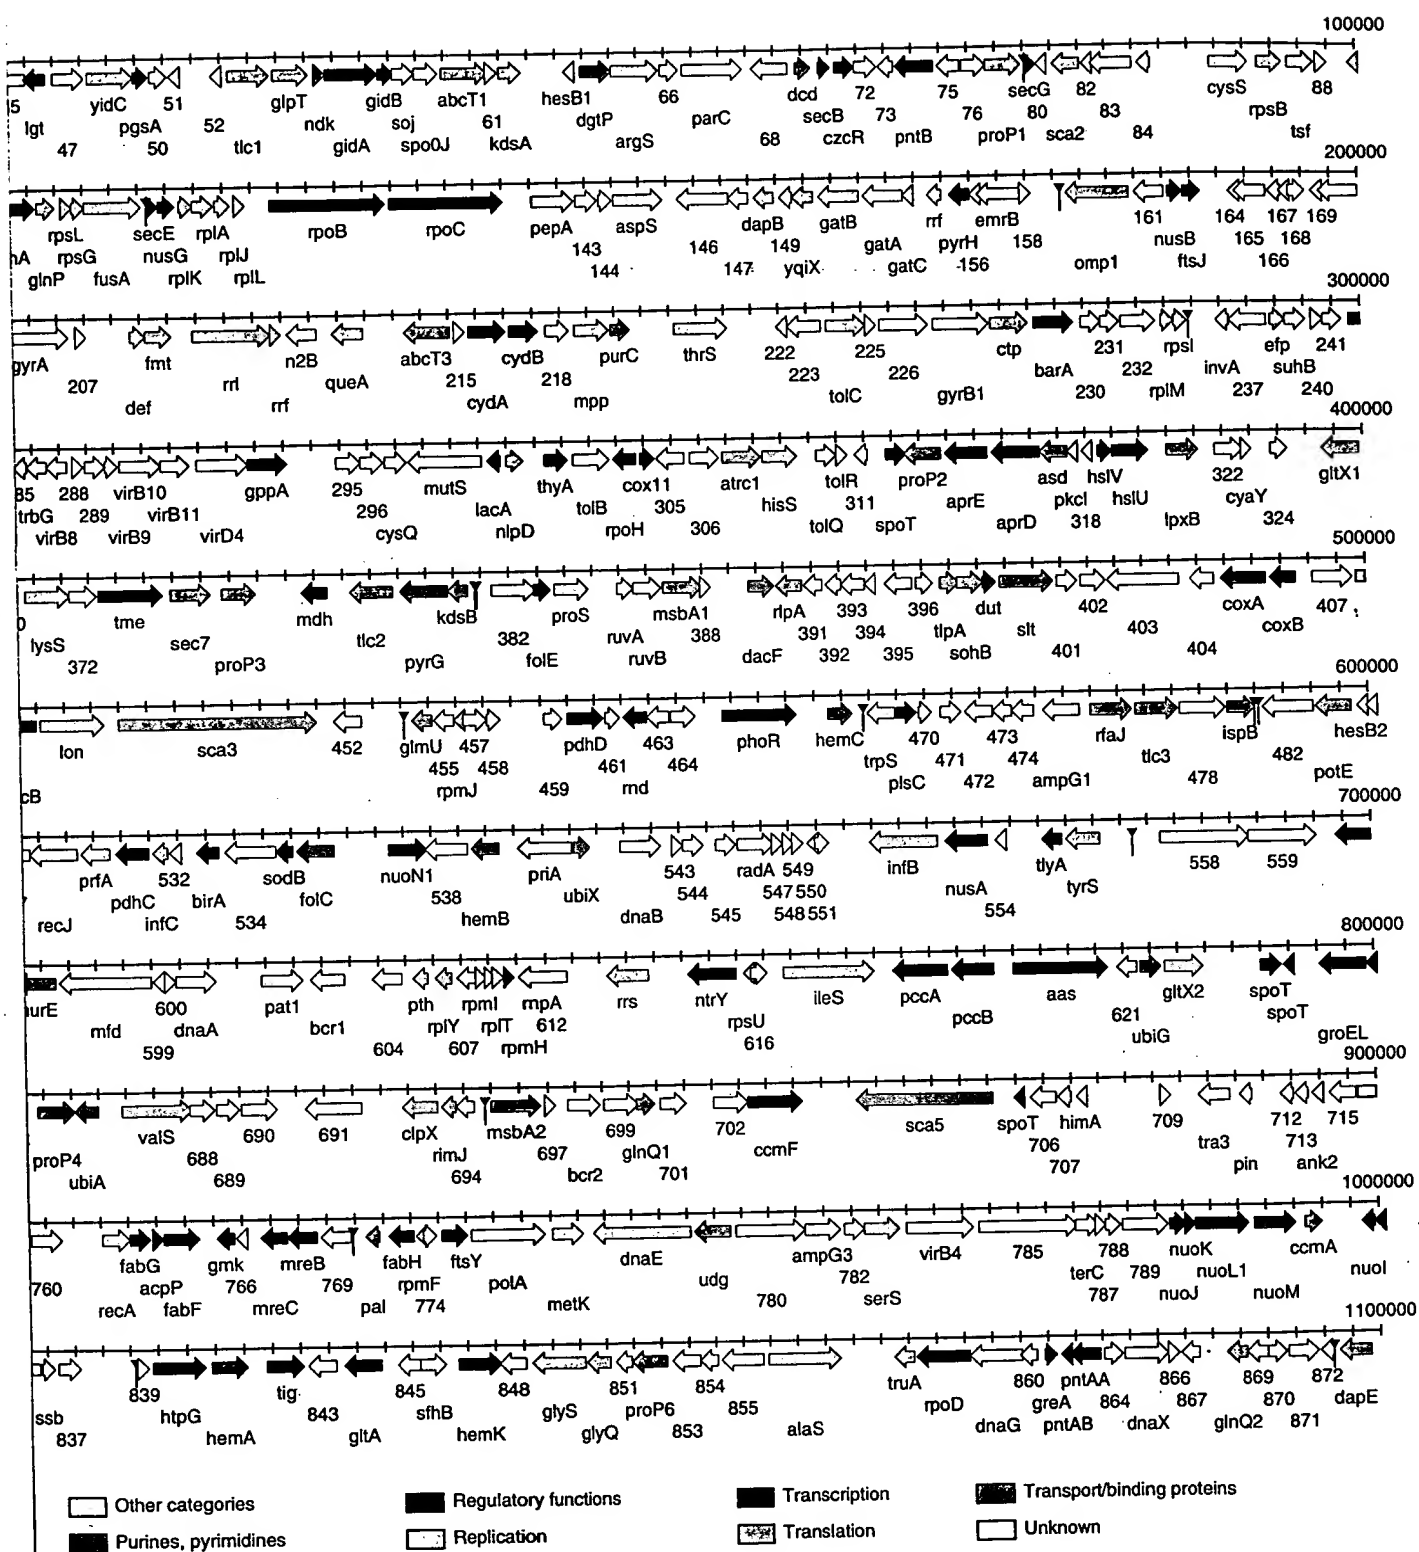 100000
5 yidC 51 glpT gidB abcT1 hesB1 66 dcd 72 75 secG 82 cysS 88
lgt pgsA 52 ndk soj 61 dgtP parC secB 73 76 80 83 rpsB
47 50 tlc1 gidA spo0J kdsA argS 68 czcR pntB proP1 sca2 84 tsf
200000
rpsL secE rplA rpoB rpoC pepA aspS dapB gatB rrf emrB 161 164 167 169
hA rpsG nusG rplJ 143 146 149 gatA pyrH 158 nusB 165 168
glnP fusA rplK rplL 144 147 yqiX gatC 156 omp1 ftsJ 166
300000
gyrA fmt n2B abcT3 cydB purC thrS 222 225 ctp 231 rpsI efp 241
207 rrl queA 215 218 223 226 barA 232 invA suhB
def rrf cydA mpp tolC gyrB1 230 rplM 237 240
400000
85 288 virB10 gppA 295 mutS thyA cox11 atrc1 tolR proP2 asd hslV 322 gltX1
trbG 289 virB11 296 lacA tolB 305 hisS 311 aprE pkcI hslU cyaY
virB8 virB9 virD4 cysQ nlpD rpoH 306 tolQ spoT aprD 318 lpxB 324
500000
0 tme mdh kdsB proS msbA1 rlpA 393 396 dut 402 coxA 407
lysS sec7 tlc2 382 ruvA 388 391 394 tlpA slt 403 coxB
372 proP3 pyrG folE ruvB dacF 392 395 sohB 401 404
600000
lon sca3 452 glmU 457 pdhD 463 phoR hemC 470 473 rfaJ ispB hesB2
455 458 461 464 trpS 471 474 tlc3 482
cB rpmJ 459 rnd plsC 472 ampG1 478 potE
700000
prfA 532 sodB nuoN1 priA 543 radA 549 infB tlyA 558 559
pdhC birA folC 538 ubiX 544 547 550 nusA tyrS
recJ infC 534 hemB dnaB 545 548 551 554
800000
murE 600 pat1 pth rpmI rnpA rrs ntrY ileS pccA aas gltX2 spoT
mfd dnaA bcr1 rplY rplT 612 rpsU pccB 621 spoT
599 604 607 rpmH 616 ubiG groEL
900000
valS 690 691 clpX msbA2 699 702 sca5 spoT himA 709 712 715
proP4 688 rimJ 697 glnQ1 ccmF 706 tra3 713
ubiA 689 694 bcr2 701 707 pin ank2
1000000
fabG gmk mreB fabH ftsY dnaE ampG3 virB4 785 788 nuoK ccmA
760 acpP 766 769 rpmF polA udg 782 terC 789 nuoL1 nuoI
recA fabF mreC pal 774 metK 780 serS 787 nuoJ nuoM
1100000
839 tig 845 848 851 854 truA 860 pntAA 866 869 872
ssb htpG 843 sfhB glyS proP6 855 rpoD greA 864 867 870 dapE
837 hemA gltA hemK glyQ 853 alaS dnaG pntAB dnaX glnQ2 871
Other categories Regulatory functions Transcription Transport/binding proteins
Purines, pyrimidines Replication Translation Unknown